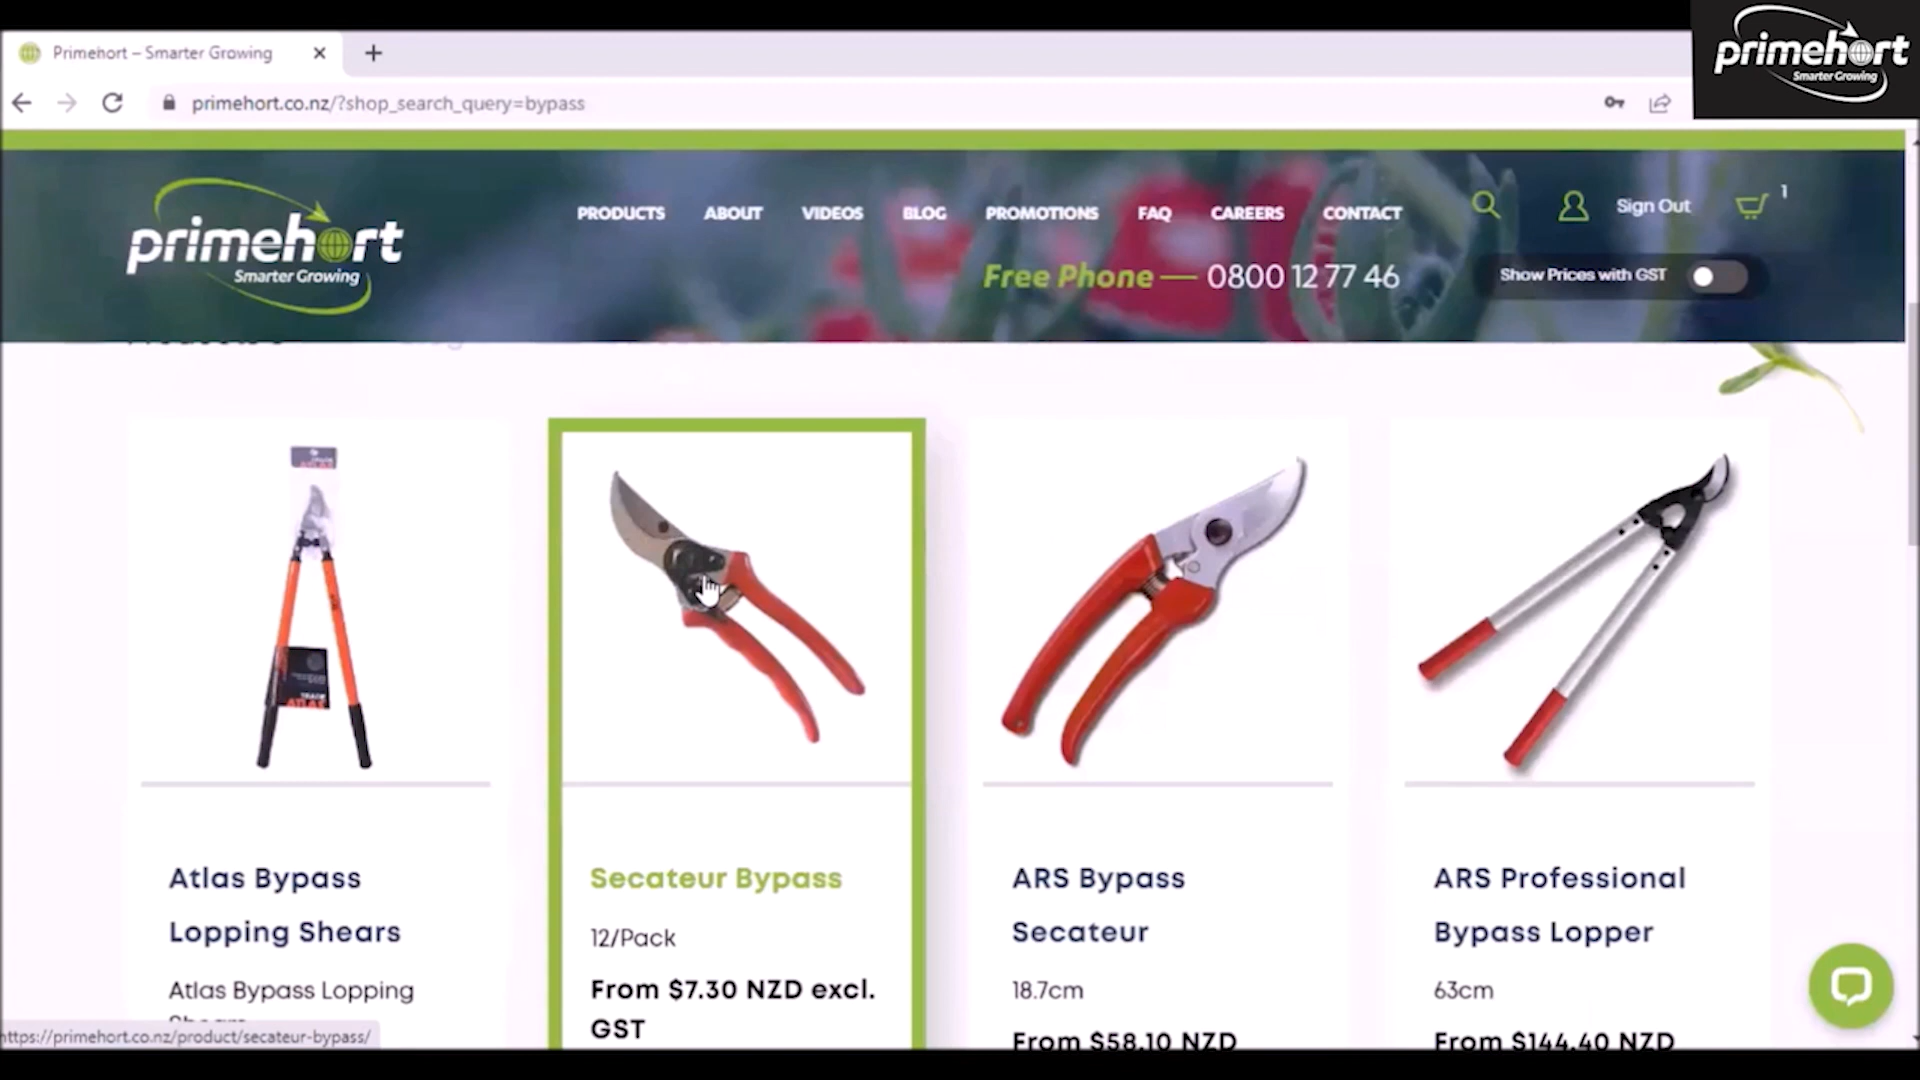 Primehort – Smarter Growing
primehort
Smarter Growing
primehort.co.nz/?shop_search_query=bypass
PRODUCTS ABOUT VIDEOS BLOG PROMOTIONS FAQ CAREERS CONTACT
Sign Out
1
primehort
Smarter Growing
Free Phone — 0800 12 77 46
Show Prices with GST
ATLAS
TRADE
ATLAS
Atlas Bypass
Lopping Shears
Atlas Bypass Lopping
Shears
Secateur Bypass
12/Pack
From $7.30 NZD excl.
GST
ARS Bypass
Secateur
18.7cm
From $58.10 NZD
ARS Professional
Bypass Lopper
63cm
From $144.40 NZD
https://primehort.co.nz/product/secateur-bypass/